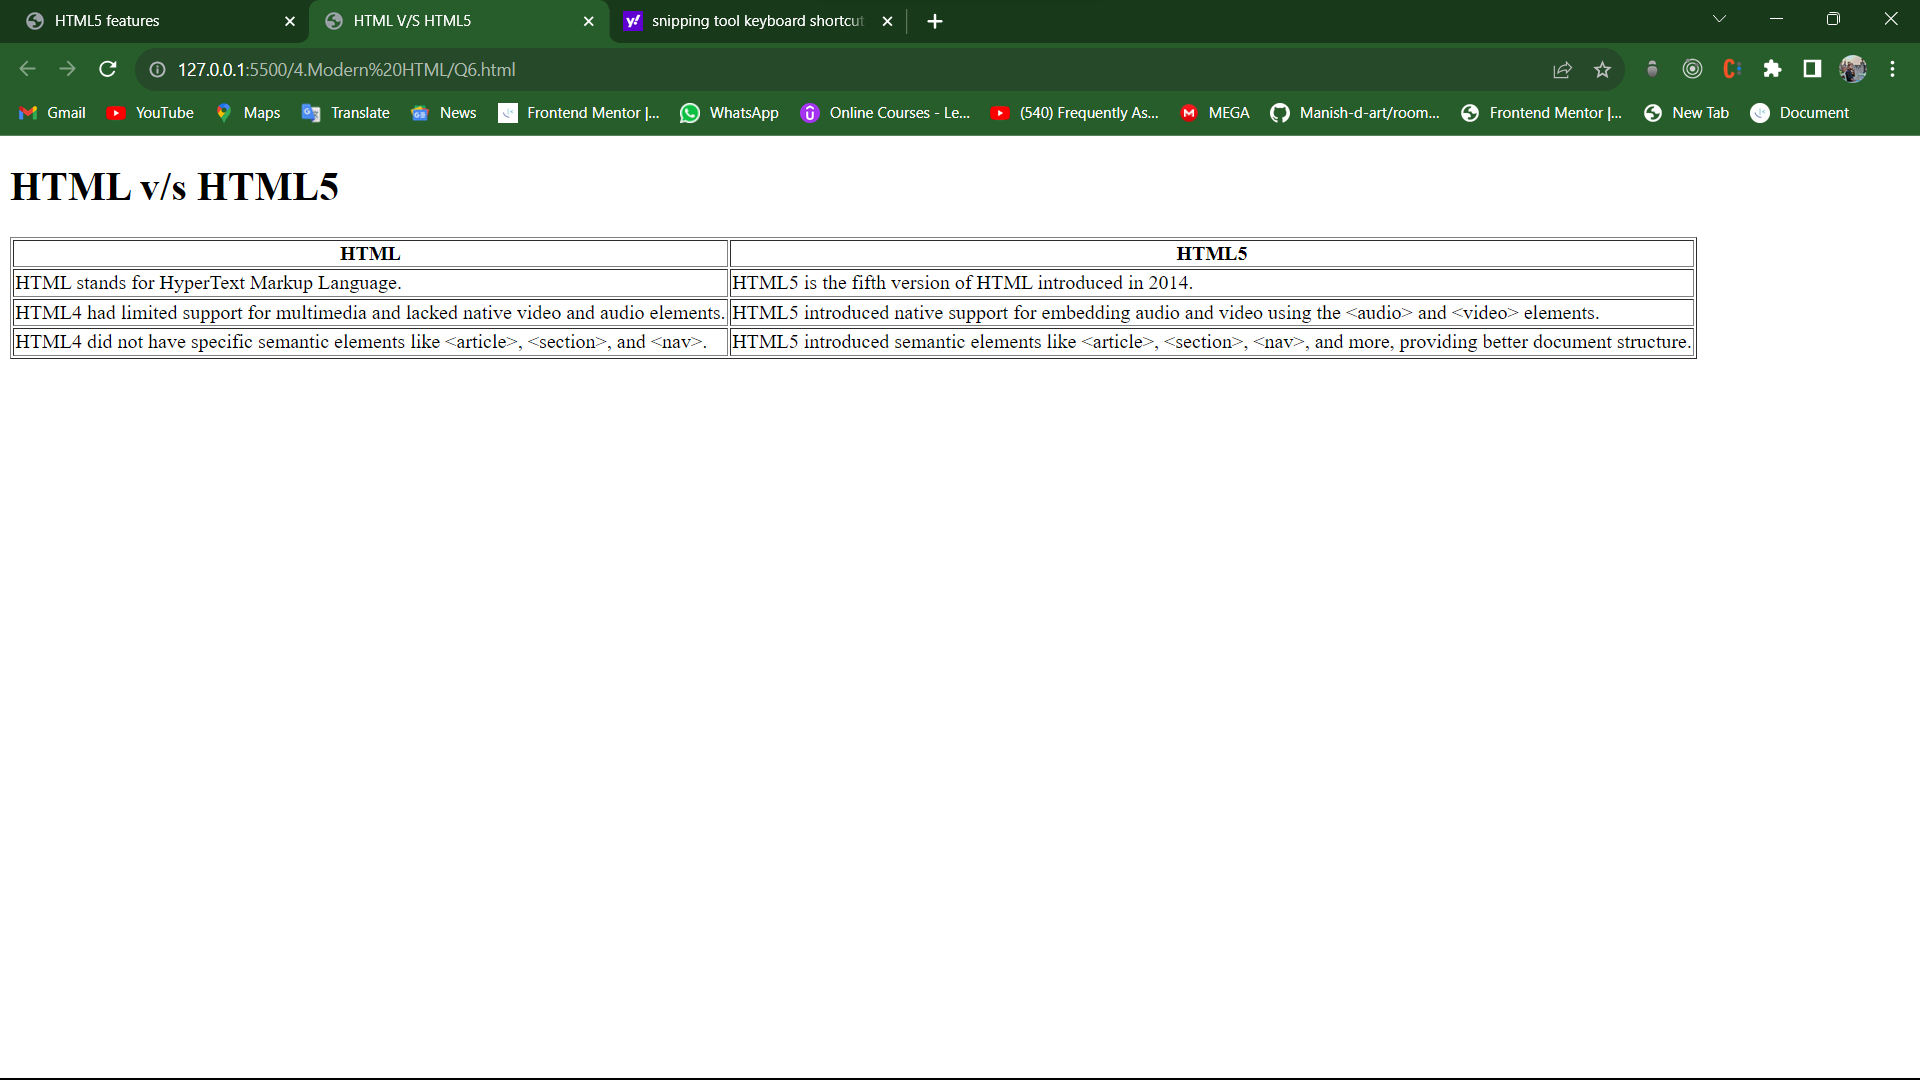 HTML5 features
HTML V/S HTML5
snipping tool keyboard shortcut
127.0.0.1:5500/4.Modern%20HTML/Q6.html
Gmail YouTube Maps Translate News Frontend Mentor |... WhatsApp Online Courses - Le... (540) Frequently As... MEGA Manish-d-art/room... Frontend Mentor |... New Tab Document
HTML v/s HTML5
HTML HTML5
HTML stands for HyperText Markup Language. HTML5 is the fifth version of HTML introduced in 2014.
HTML4 had limited support for multimedia and lacked native video and audio elements. HTML5 introduced native support for embedding audio and video using the <audio> and <video> elements.
HTML4 did not have specific semantic elements like <article>, <section>, and <nav>. HTML5 introduced semantic elements like <article>, <section>, <nav>, and more, providing better document structure.